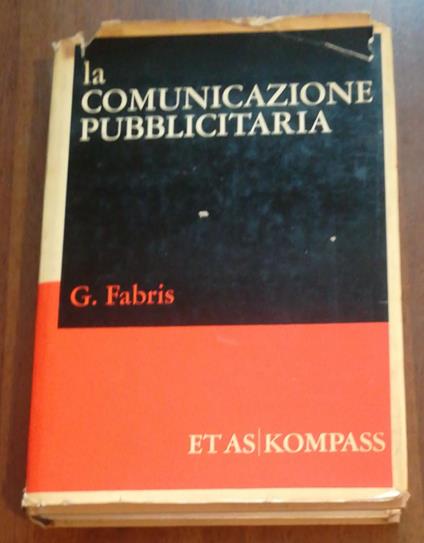 la
COMUNICAZIONE
PUBBLICITARIA
G. Fabris
ETAS|KOMPASS